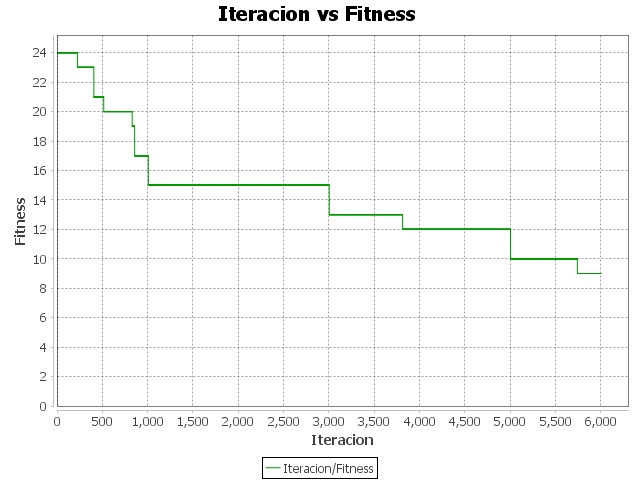 Iteracion vs Fitness
24
22
20
18
16
14
12
10
8
6
4
2
0
Fitness
0 500 1,000 1,500 2,000 2,500 3,000 3,500 4,000 4,500 5,000 5,500 6,000
Iteracion
Iteracion/Fitness